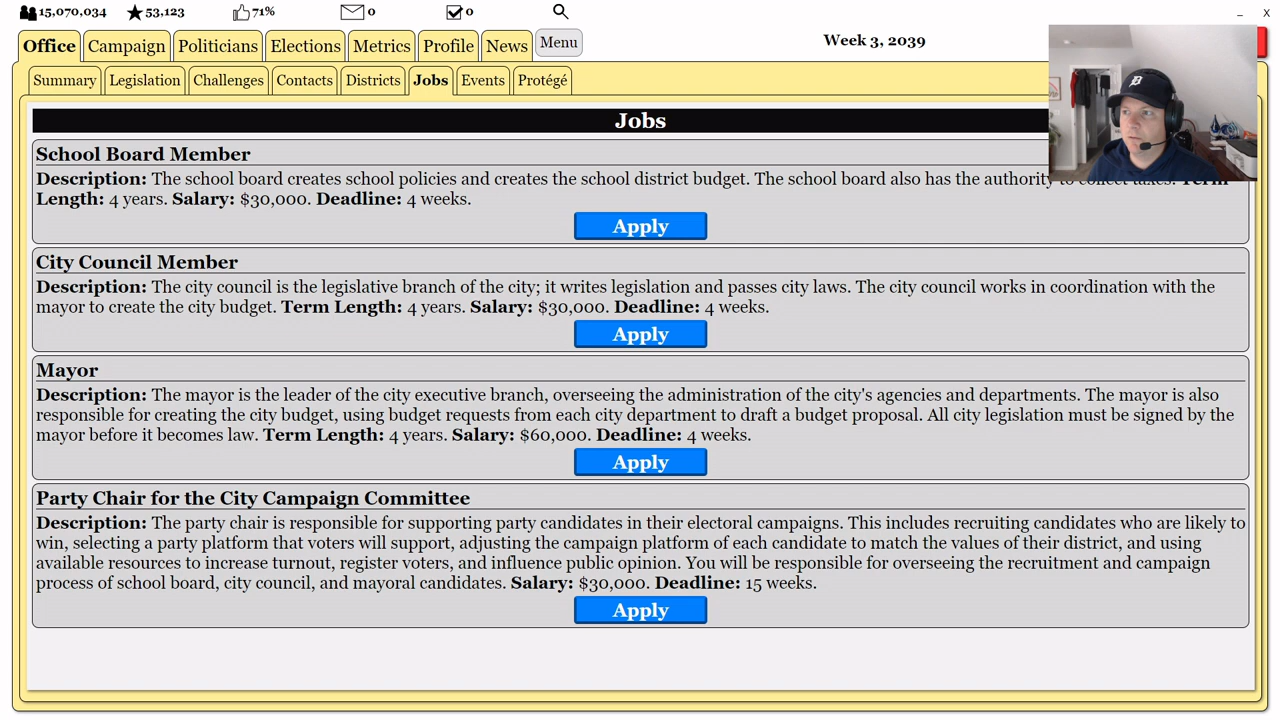 15,070,034 53,123 71% 0 0
_ X
Office Campaign Politicians Elections Metrics Profile News Menu
Week 3, 2039
Summary Legislation Challenges Contacts Districts Jobs Events Protégé
Jobs
School Board Member
Description: The school board creates school policies and creates the school district budget. The school board also has the authority to collect taxes. Term
Length: 4 years. Salary: $30,000. Deadline: 4 weeks.
Apply
City Council Member
Description: The city council is the legislative branch of the city; it writes legislation and passes city laws. The city council works in coordination with the
mayor to create the city budget. Term Length: 4 years. Salary: $30,000. Deadline: 4 weeks.
Apply
Mayor
Description: The mayor is the leader of the city executive branch, overseeing the administration of the city's agencies and departments. The mayor is also
responsible for creating the city budget, using budget requests from each city department to draft a budget proposal. All city legislation must be signed by the
mayor before it becomes law. Term Length: 4 years. Salary: $60,000. Deadline: 4 weeks.
Apply
Party Chair for the City Campaign Committee
Description: The party chair is responsible for supporting party candidates in their electoral campaigns. This includes recruiting candidates who are likely to
win, selecting a party platform that voters will support, adjusting the campaign platform of each candidate to match the values of their district, and using
available resources to increase turnout, register voters, and influence public opinion. You will be responsible for overseeing the recruitment and campaign
process of school board, city council, and mayoral candidates. Salary: $30,000. Deadline: 15 weeks.
Apply